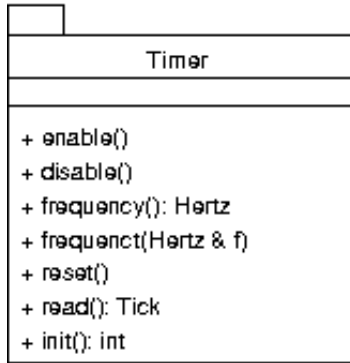 Timer
+ enable()
+ disable()
+ frequency(): Hertz
+ frequenct(Hertz & f)
+ reset()
+ read(): Tick
+ init(): int